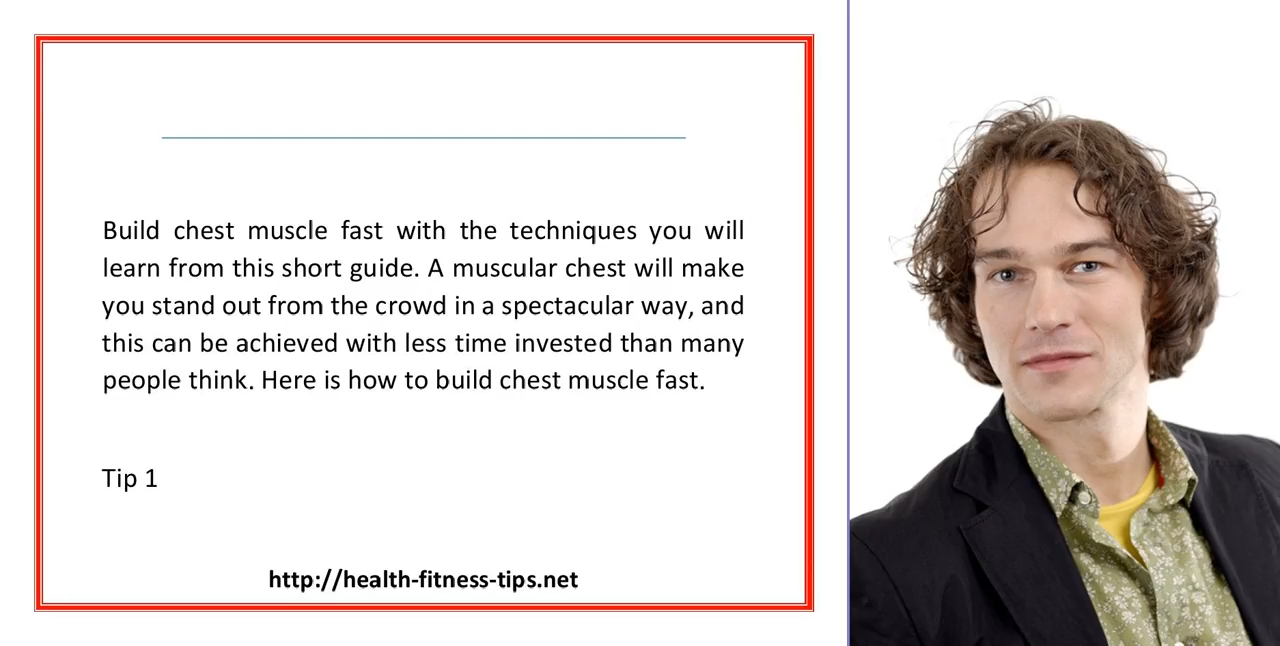 Build chest muscle fast with the techniques you will
learn from this short guide. A muscular chest will make
you stand out from the crowd in a spectacular way, and
this can be achieved with less time invested than many
people think. Here is how to build chest muscle fast.
Tip 1
http://health-fitness-tips.net